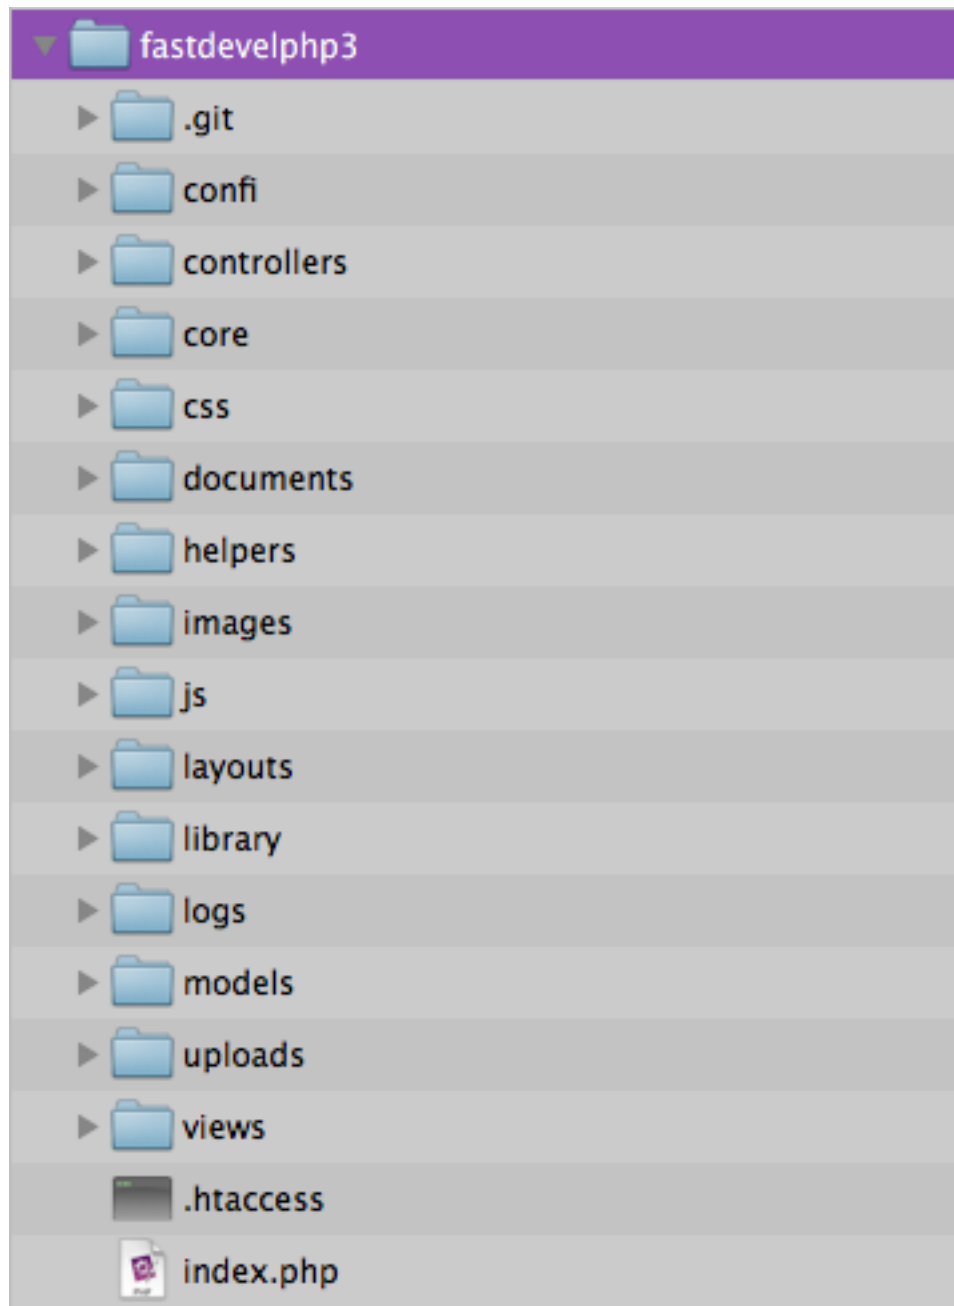 fastdevelphp3
.git
confi
controllers
core
css
documents
helpers
images
js
layouts
library
logs
models
uploads
views
.htaccess
index.php